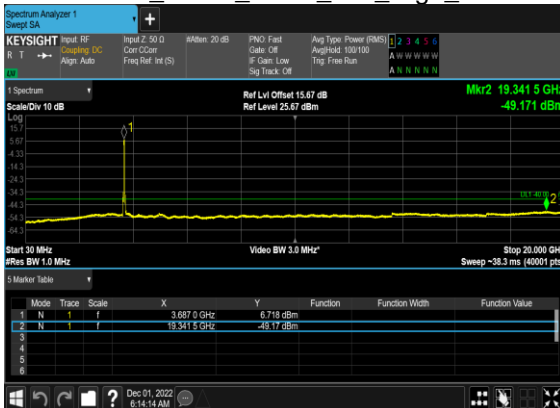 Spectrum Analyzer 1
Swept SA
+
KEYSIGHT Input: RF Input Z: 50 Ω #Atten: 20 dB PNO: Fast Avg Type: Power (RMS) 1 2 3 4 5 6
R T Coupling: DC Corr CCorr Gate: Off Avg|Hold: 100/100 A W W W W W
Align: Auto Freq Ref: Int (S) IF Gain: Low Trig: Free Run
LXI Sig Track: Off A N N N N N
1 Spectrum Ref Lvl Offset 15.67 dB Mkr2 19.341 5 GHz
Scale/Div 10 dB Ref Level 25.67 dBm -49.171 dBm
Log
15.7
5.67
-4.33
-14.3
-24.3
-34.3
-44.3
-54.3
-64.3
1
2
Start 30 MHz Video BW 3.0 MHz* Stop 20.000 GH
#Res BW 1.0 MHz Sweep ~38.3 ms (40001 pts
5 Marker Table
Mode Trace Scale X Y Function Function Width Function Value
1 N 1 f 3.687 0 GHz 6.718 dBm
2 N 1 f 19.341 5 GHz -49.17 dBm
3
4
5
6
? Dec 01, 2022
6:14:14 AM